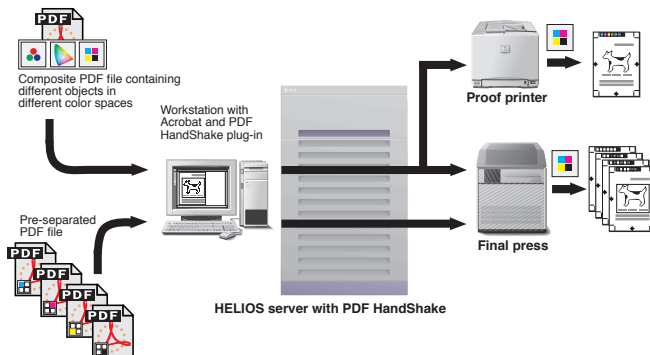 PDF
Composite PDF file containing
different objects in
different color spaces
Workstation with
Acrobat and PDF
HandShake plug-in
Proof printer
Pre-separated
PDF file
PDF
PDF
PDF
PDF
Final press
HELIOS server with PDF HandShake